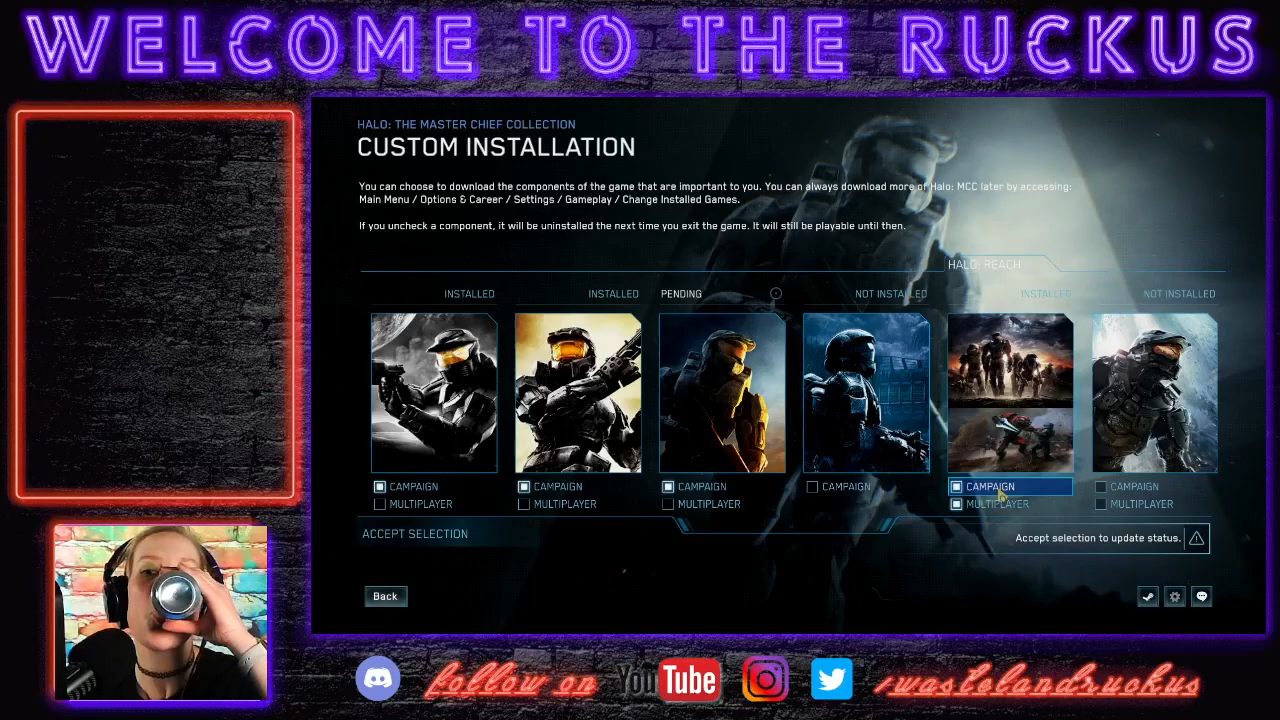 WELCOME TO THE RUCKUS
HALO: THE MASTER CHIEF COLLECTION
CUSTOM INSTALLATION
You can choose to download the components of the game that are important to you. You can always download more of Halo: MCC later by accessing:
Main Menu / Options & Career / Settings / Gameplay / Change Installed Games.
If you uncheck a component, it will be uninstalled the next time you exit the game. It will still be playable until then.
HALO: REACH
INSTALLED INSTALLED PENDING NOT INSTALLED INSTALLED NOT INSTALLED
CAMPAIGN CAMPAIGN CAMPAIGN CAMPAIGN CAMPAIGN CAMPAIGN
MULTIPLAYER MULTIPLAYER MULTIPLAYER MULTIPLAYER MULTIPLAYER
ACCEPT SELECTION
Accept selection to update status.
Back
follow on YouTube /wastelandruckus